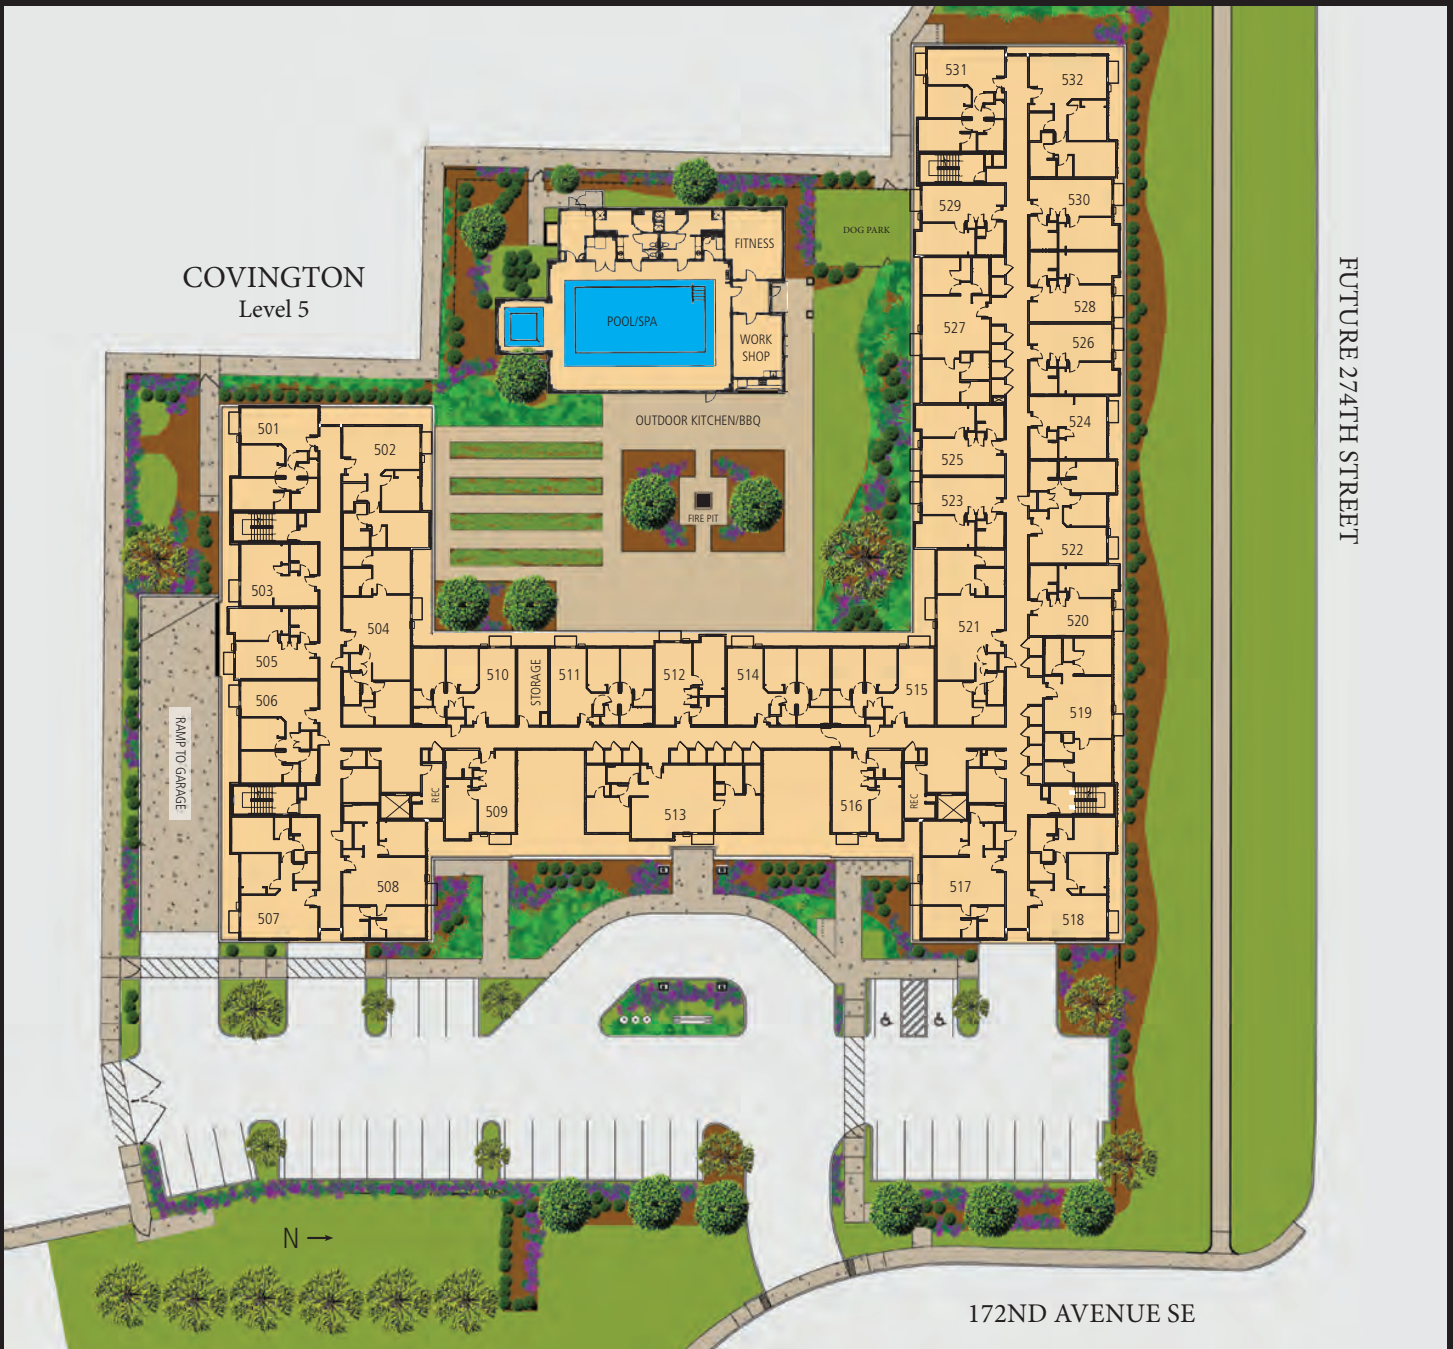 COVINGTON
Level 5
FUTURE 274TH STREET
172ND AVENUE SE
N
DOG PARK
FITNESS
POOL/SPA
WORK
SHOP
OUTDOOR KITCHEN/BBQ
FIRE PIT
RAMP TO GARAGE
STORAGE
REC
REC
501
502
503
504
505
506
507
508
509
510
511
512
513
514
515
516
517
518
519
520
521
522
523
524
525
526
527
528
529
530
531
532